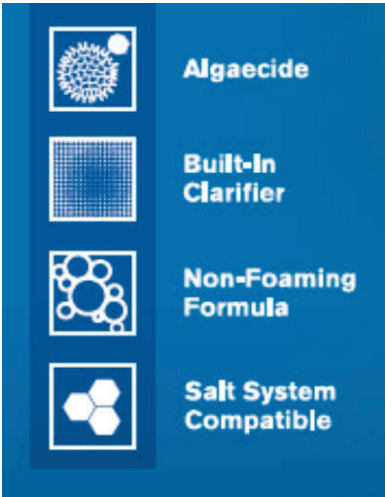 Algaecide
Built-In
Clarifier
Non-Foaming
Formula
Salt System
Compatible